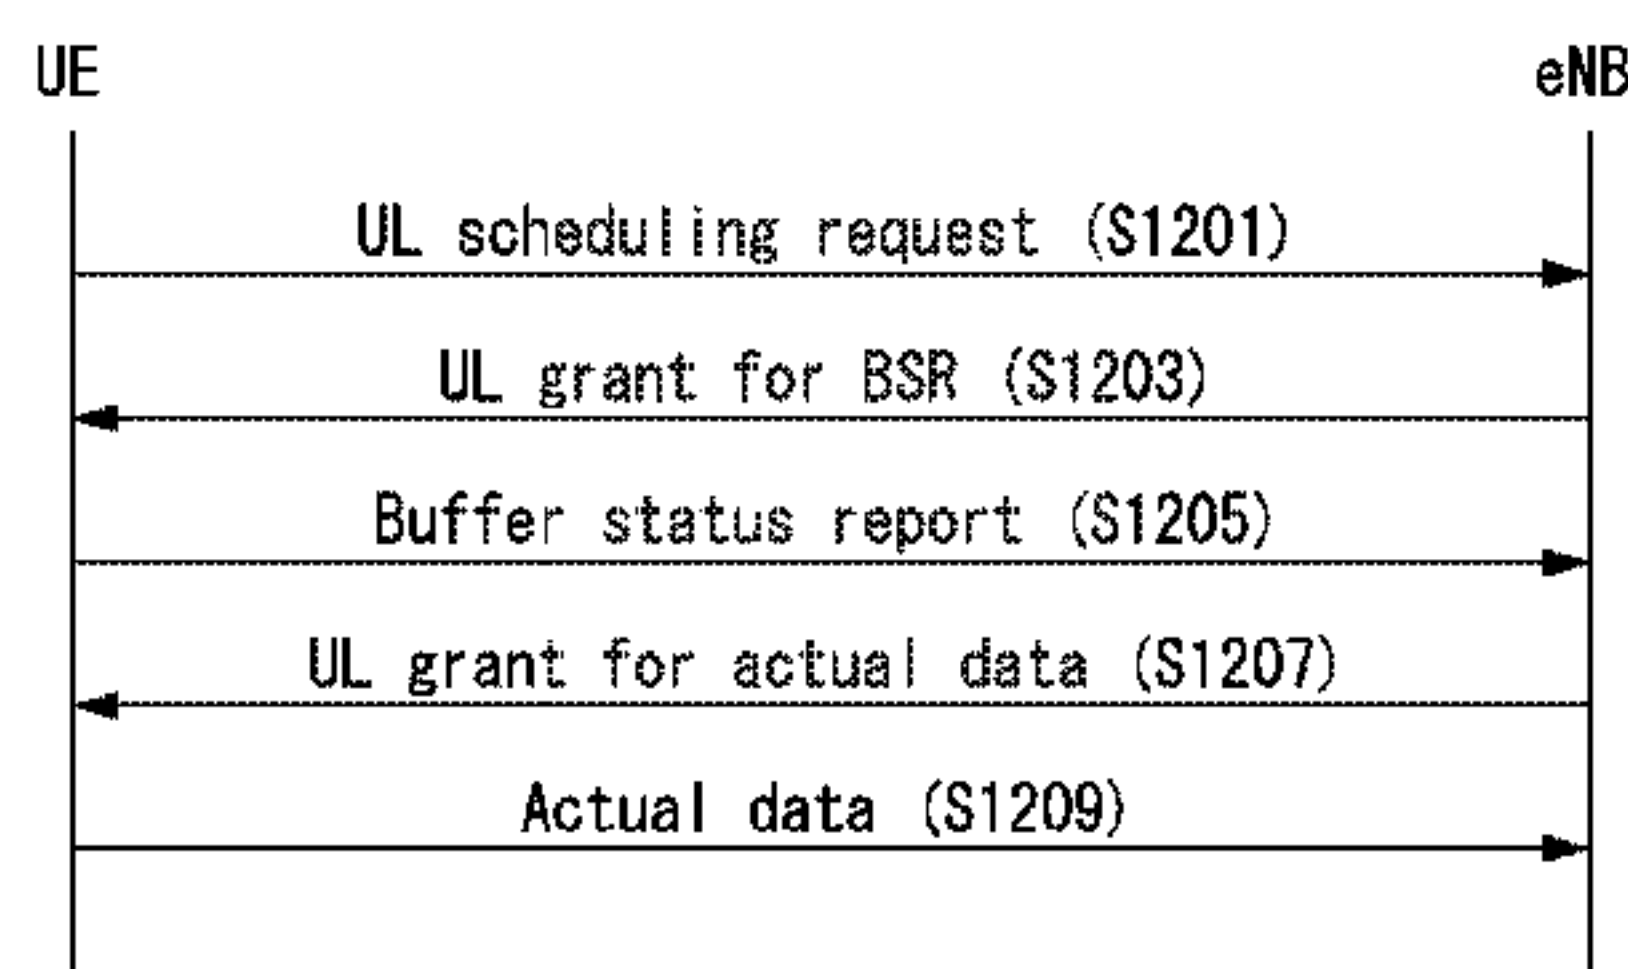 UE eNB
UL scheduling request (S1201)
UL grant for BSR (S1203)
Buffer status report (S1205)
UL grant for actual data (S1207)
Actual data (S1209)